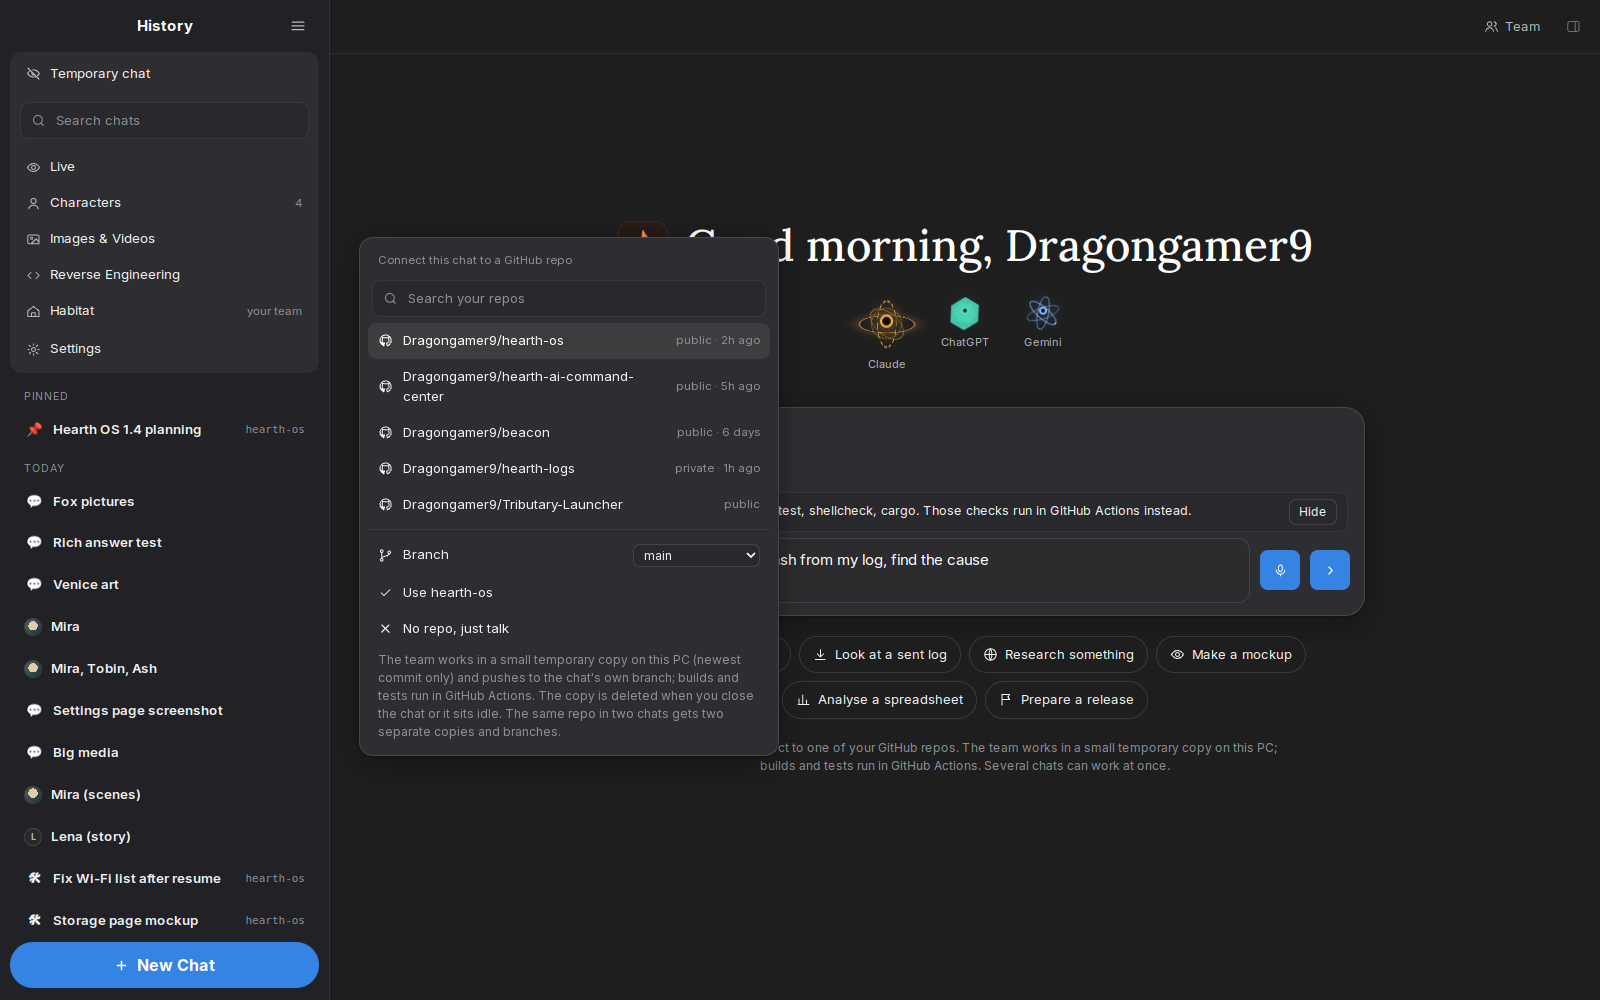 History
Temporary chat
Search chats
Live
Characters 4
Images & Videos
Reverse Engineering
Habitat your team
Settings
PINNED
Hearth OS 1.4 planning hearth-os
TODAY
Fox pictures
Rich answer test
Venice art
Mira
Mira, Tobin, Ash
Settings page screenshot
Big media
Mira (scenes)
L Lena (story)
Fix Wi-Fi list after resume hearth-os
Storage page mockup hearth-os
+ New Chat
Team
morning, Dragongamer9
Claude
ChatGPT
Gemini
Connect this chat to a GitHub repo
Search your repos
Dragongamer9/hearth-os public · 2h ago
Dragongamer9/hearth-ai-command-
center public · 5h ago
Dragongamer9/beacon public · 6 days
Dragongamer9/hearth-logs private · 1h ago
Dragongamer9/Tributary-Launcher public
Branch main
Use hearth-os
No repo, just talk
The team works in a small temporary copy on this PC (newest
commit only) and pushes to the chat's own branch; builds and
tests run in GitHub Actions. The copy is deleted when you close
the chat or it sits idle. The same repo in two chats gets two
separate copies and branches.
test, shellcheck, cargo. Those checks run in GitHub Actions instead.
Hide
from my log, find the cause
Look at a sent log
Research something
Make a mockup
Analyse a spreadsheet
Prepare a release
to one of your GitHub repos. The team works in a small temporary copy on this PC;
builds and tests run in GitHub Actions. Several chats can work at once.